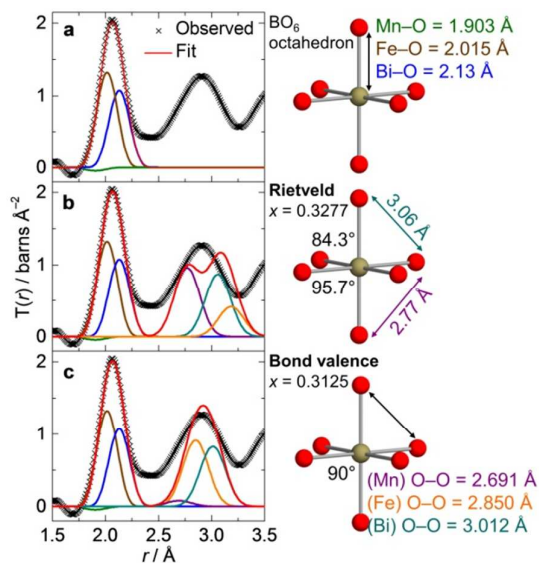 a
× Observed
— Fit
BO6
octahedron
Mn–O = 1.903 Å
Fe–O = 2.015 Å
Bi–O = 2.13 Å
2
1
0
b
Rietveld
x = 0.3277
84.3°
95.7°
3.06 Å
2.77 Å
2
1
0
T(r) / barns Å⁻²
c
Bond valence
x = 0.3125
90°
(Mn) O–O = 2.691 Å
(Fe) O–O = 2.850 Å
(Bi) O–O = 3.012 Å
2
1
0
1.5 2.0 2.5 3.0 3.5
r / Å